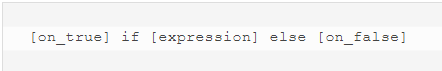 [on_true] if [expression] else [on_false]